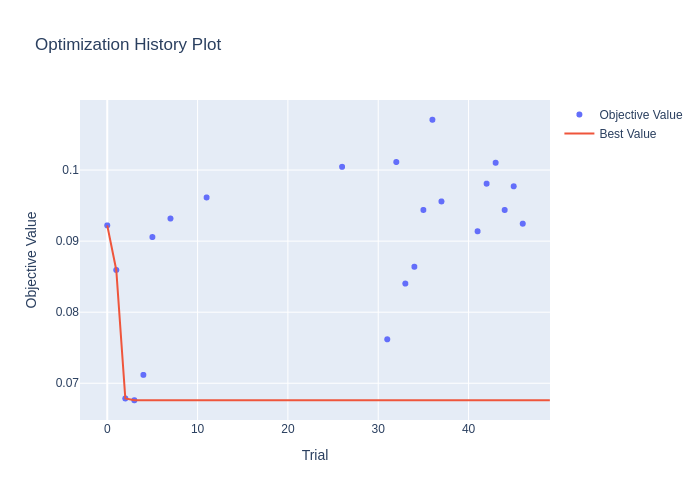 Optimization History Plot
Objective Value
Best Value
0.1
0.09
0.08
0.07
Objective Value
0
10
20
30
40
Trial